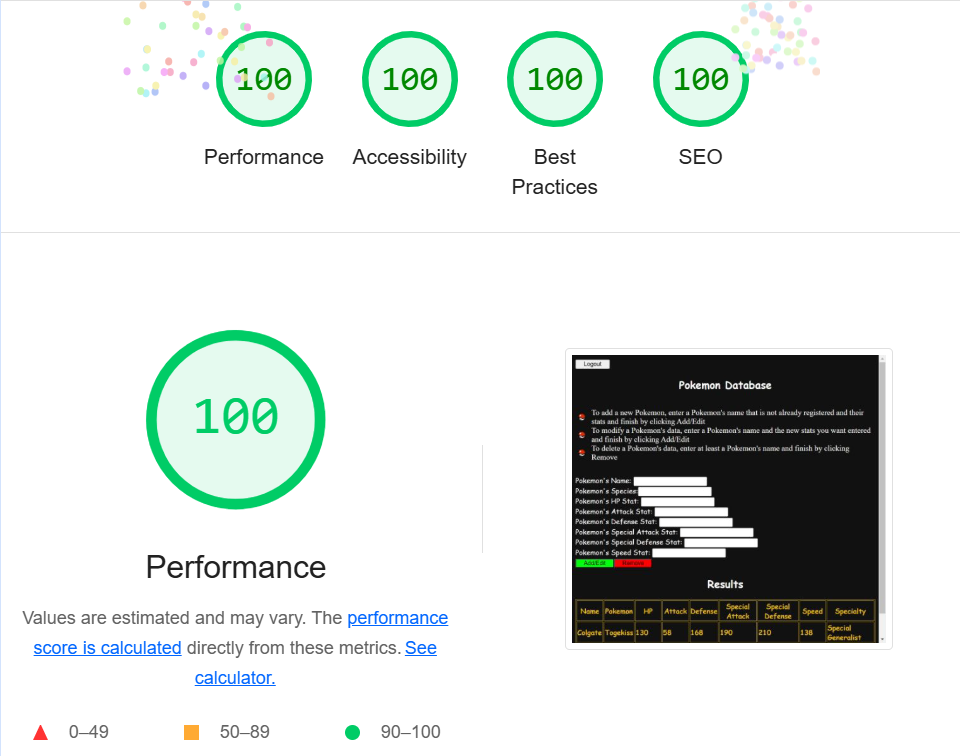 100
100
100
100
Performance
Accessibility
Best
Practices
SEO
100
Performance
Values are estimated and may vary. The performance
score is calculated directly from these metrics. See
calculator.
0–49
50–89
90–100
Logout
Pokemon Database
To add a new Pokemon, enter a Pokemon's name that is not already registered and their
stats and finish by clicking Add/Edit
To modify a Pokemon's data, enter a Pokemon's name and the new stats you want entered
and finish by clicking Add/Edit
To delete a Pokemon's data, enter at least a Pokemon's name and finish by clicking
Remove
Pokemon's Name:
Pokemon's Species:
Pokemon's HP Stat:
Pokemon's Attack Stat:
Pokemon's Defense Stat:
Pokemon's Special Attack Stat:
Pokemon's Special Defense Stat:
Pokemon's Speed Stat:
Add/Edit Remove
Results
Name Pokemon HP Attack Defense Special Attack Special Defense Speed Specialty
Colgate Togekiss 130 58 168 190 210 138 Special Generalist